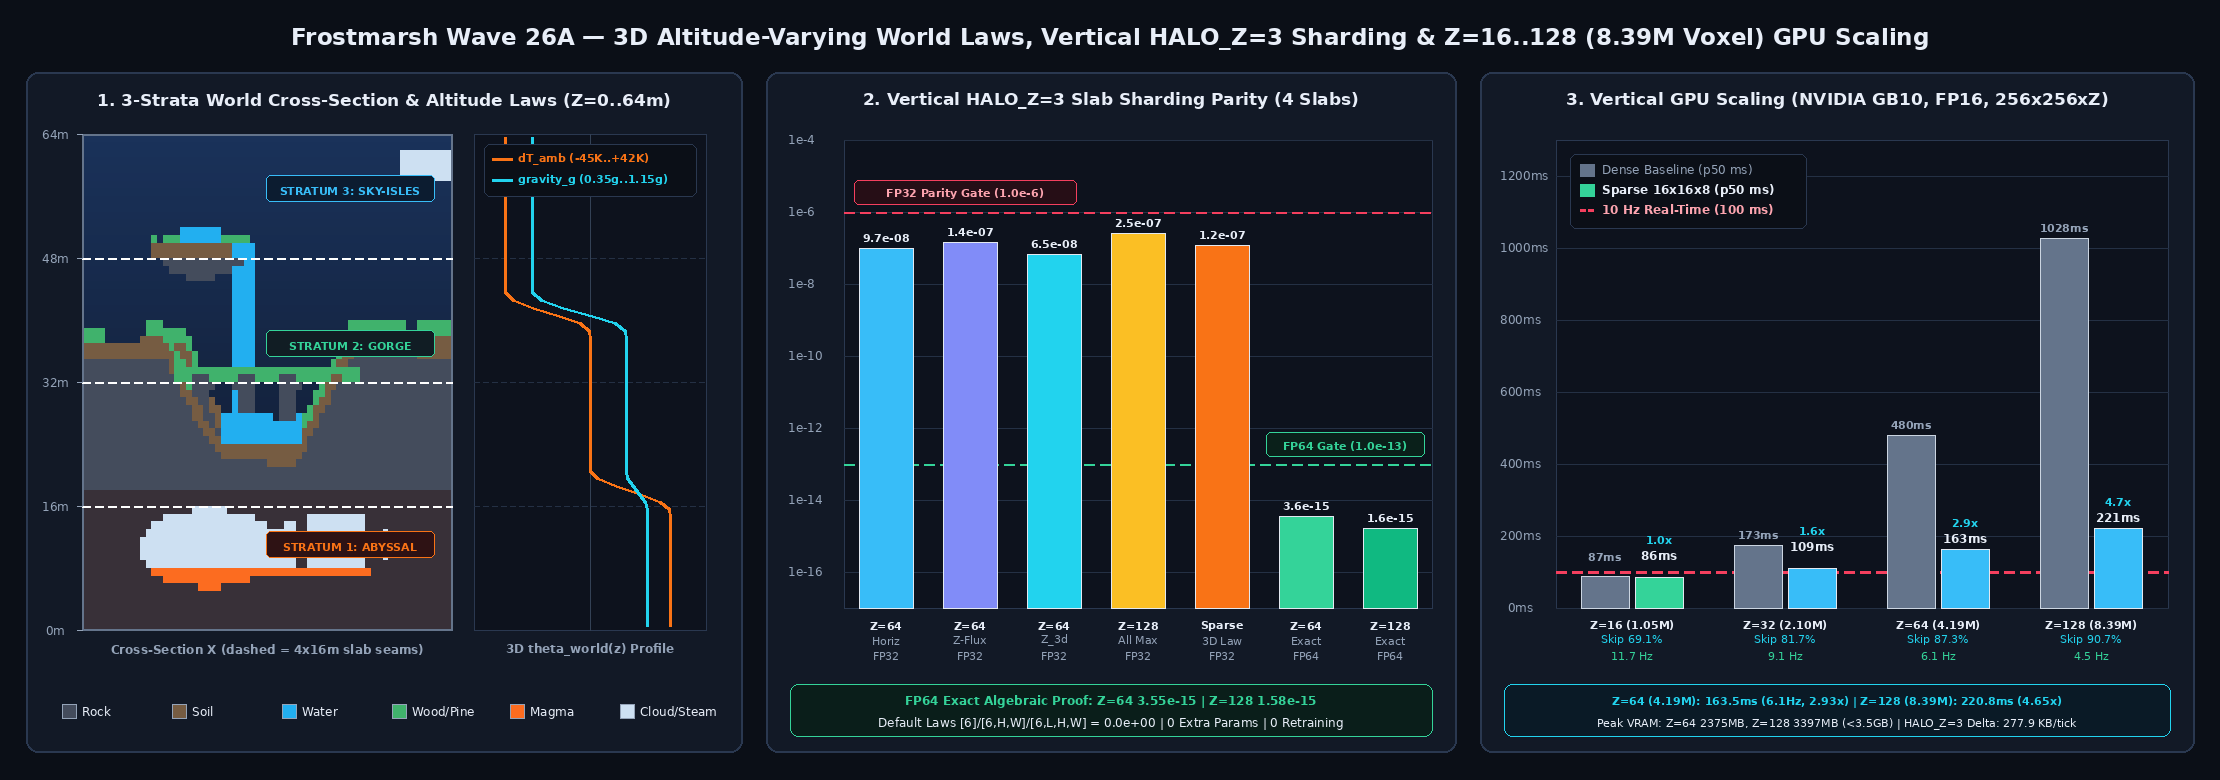 Frostmarsh Wave 26A — 3D Altitude-Varying World Laws, Vertical HALO_Z=3 Sharding & Z=16..128 (8.39M Voxel) GPU Scaling
1. 3-Strata World Cross-Section & Altitude Laws (Z=0..64m)
64m
48m
32m
16m
0m
STRATUM 3: SKY-ISLES
STRATUM 2: GORGE
STRATUM 1: ABYSSAL
dT_amb (-45K..+42K)
gravity_g (0.35g..1.15g)
Cross-Section X (dashed = 4x16m slab seams)
3D theta_world(z) Profile
Rock
Soil
Water
Wood/Pine
Magma
Cloud/Steam
2. Vertical HALO_Z=3 Slab Sharding Parity (4 Slabs)
1e-4
1e-6
1e-8
1e-10
1e-12
1e-14
1e-16
FP32 Parity Gate (1.0e-6)
FP64 Gate (1.0e-13)
9.7e-08
1.4e-07
6.5e-08
2.5e-07
1.2e-07
3.6e-15
1.6e-15
Z=64
Horiz
FP32
Z=64
Z-Flux
FP32
Z=64
Z_3d
FP32
Z=128
All Max
FP32
Sparse
3D Law
FP32
Z=64
Exact
FP64
Z=128
Exact
FP64
FP64 Exact Algebraic Proof: Z=64 3.55e-15 | Z=128 1.58e-15
Default Laws [6]/[6,H,W]/[6,L,H,W] = 0.0e+00 | 0 Extra Params | 0 Retraining
3. Vertical GPU Scaling (NVIDIA GB10, FP16, 256x256xZ)
1200ms
1000ms
800ms
600ms
400ms
200ms
0ms
Dense Baseline (p50 ms)
Sparse 16x16x8 (p50 ms)
10 Hz Real-Time (100 ms)
87ms
1.0x
86ms
173ms
1.6x
109ms
480ms
2.9x
163ms
1028ms
4.7x
221ms
Z=16 (1.05M)
Skip 69.1%
11.7 Hz
Z=32 (2.10M)
Skip 81.7%
9.1 Hz
Z=64 (4.19M)
Skip 87.3%
6.1 Hz
Z=128 (8.39M)
Skip 90.7%
4.5 Hz
Z=64 (4.19M): 163.5ms (6.1Hz, 2.93x) | Z=128 (8.39M): 220.8ms (4.65x)
Peak VRAM: Z=64 2375MB, Z=128 3397MB (<3.5GB) | HALO_Z=3 Delta: 277.9 KB/tick